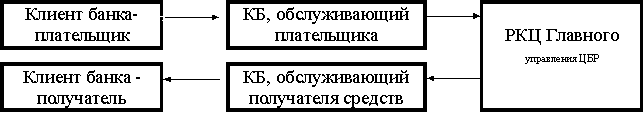 Клиент банка-
плательщик
КБ, обслуживающий
плательщика
РКЦ Главного
управления ЦБР
Клиент банка -
получатель
КБ, обслуживающий
получателя средств